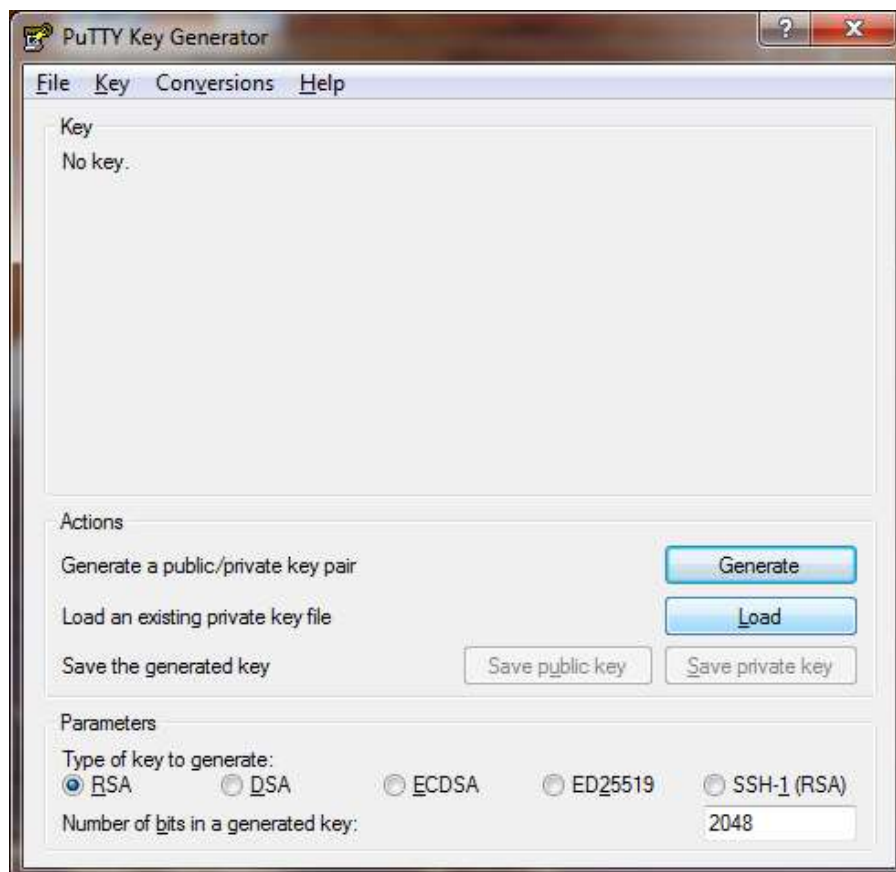 PuTTY Key Generator
?
X
File Key Conversions Help
Key
No key.
Actions
Generate a public/private key pair
Generate
Load an existing private key file
Load
Save the generated key
Save public key
Save private key
Parameters
Type of key to generate:
RSA DSA ECDSA ED25519 SSH-1 (RSA)
Number of bits in a generated key:
2048